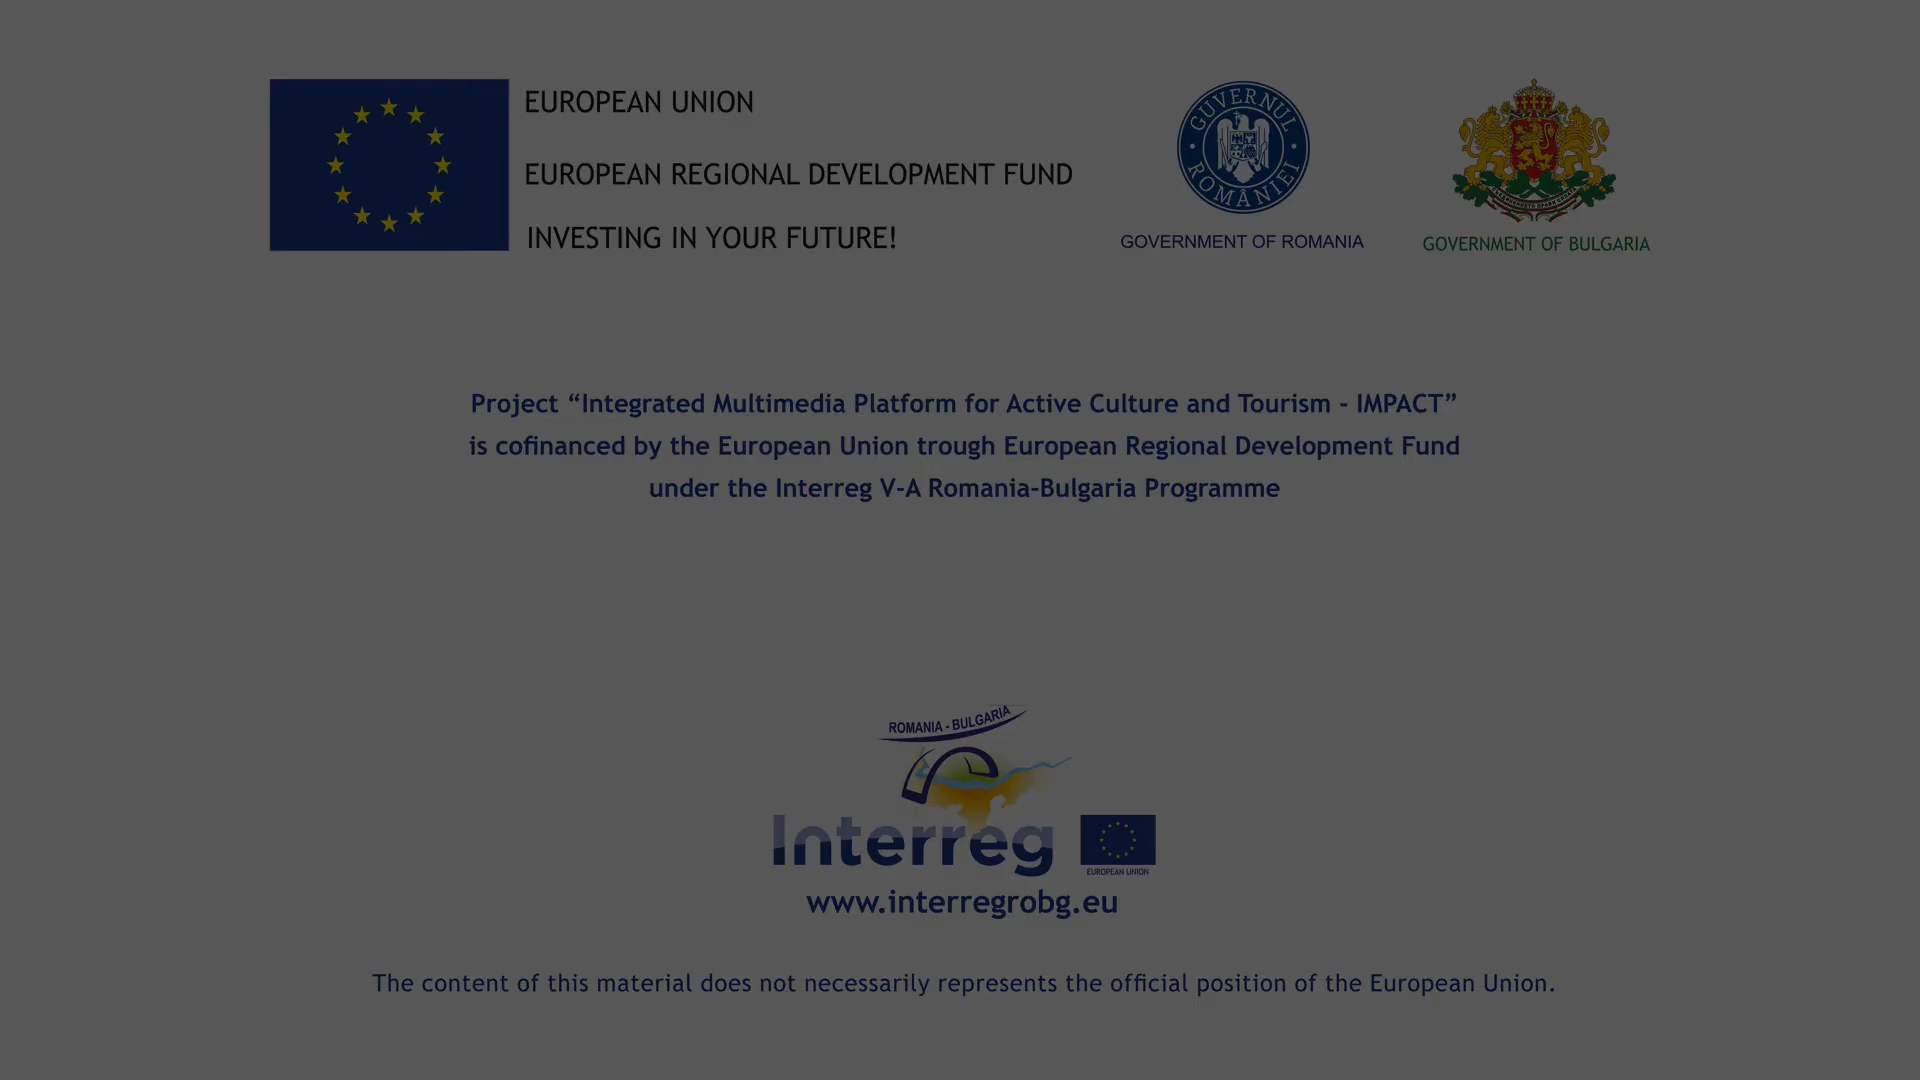 EUROPEAN UNION
EUROPEAN REGIONAL DEVELOPMENT FUND
INVESTING IN YOUR FUTURE!
GUVERNUL ROMÂNIEI
GOVERNMENT OF ROMANIA
GOVERNMENT OF BULGARIA
Project “Integrated Multimedia Platform for Active Culture and Tourism - IMPACT”
is cofinanced by the European Union trough European Regional Development Fund
under the Interreg V-A Romania-Bulgaria Programme
ROMANIA - BULGARIA
Interreg
EUROPEAN UNION
www.interregrobg.eu
The content of this material does not necessarily represents the official position of the European Union.